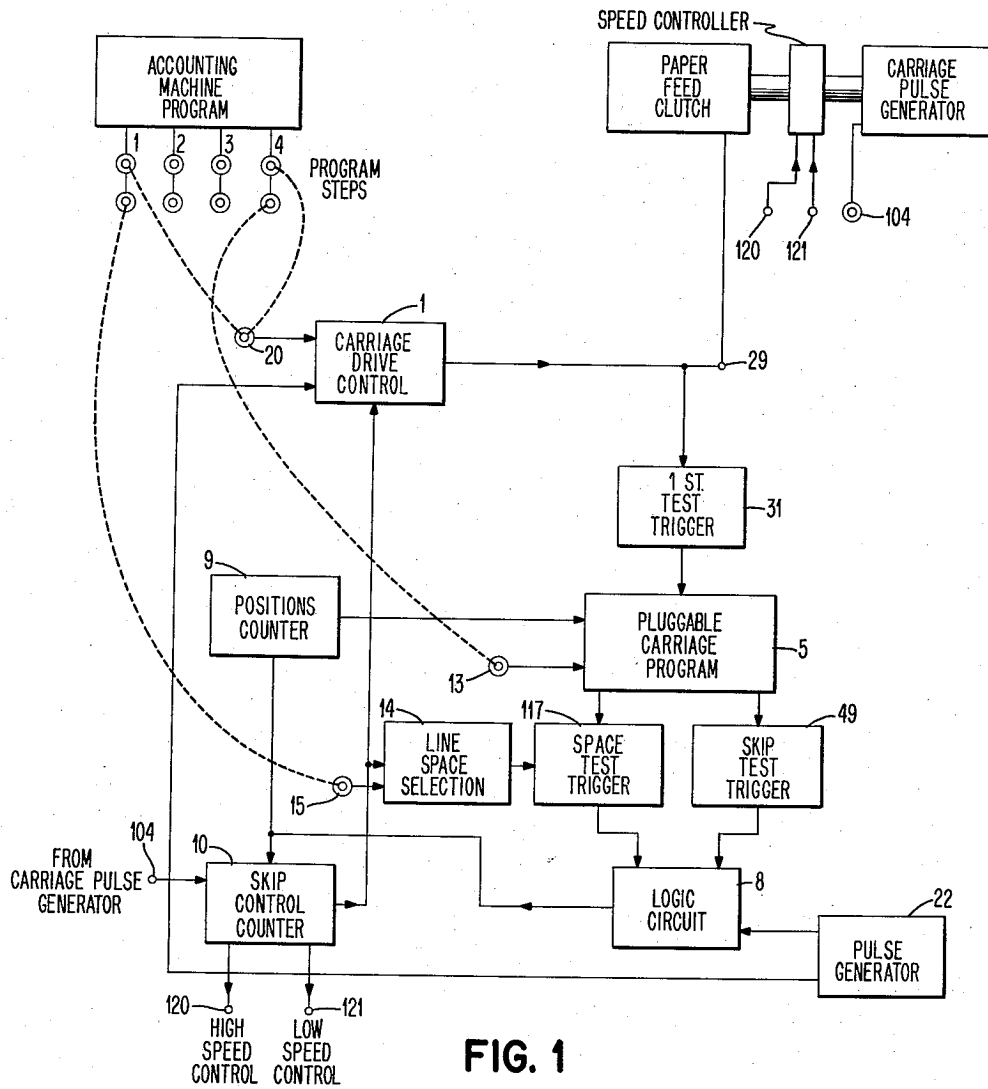 SPEED CONTROLLER
ACCOUNTING
MACHINE
PROGRAM
PAPER
FEED
CLUTCH
CARRIAGE
PULSE
GENERATOR
1
2
3
4
PROGRAM
STEPS
120
121
104
1
20
CARRIAGE
DRIVE
CONTROL
29
1 ST.
TEST
TRIGGER
31
9
POSITIONS
COUNTER
PLUGGABLE
CARRIAGE
PROGRAM
5
13
14
LINE
SPACE
SELECTION
15
117
SPACE
TEST
TRIGGER
49
SKIP
TEST
TRIGGER
FROM
CARRIAGE PULSE
GENERATOR
104
10
SKIP
CONTROL
COUNTER
8
LOGIC
CIRCUIT
22
PULSE
GENERATOR
120
HIGH
SPEED
CONTROL
121
LOW
SPEED
CONTROL
FIG. 1